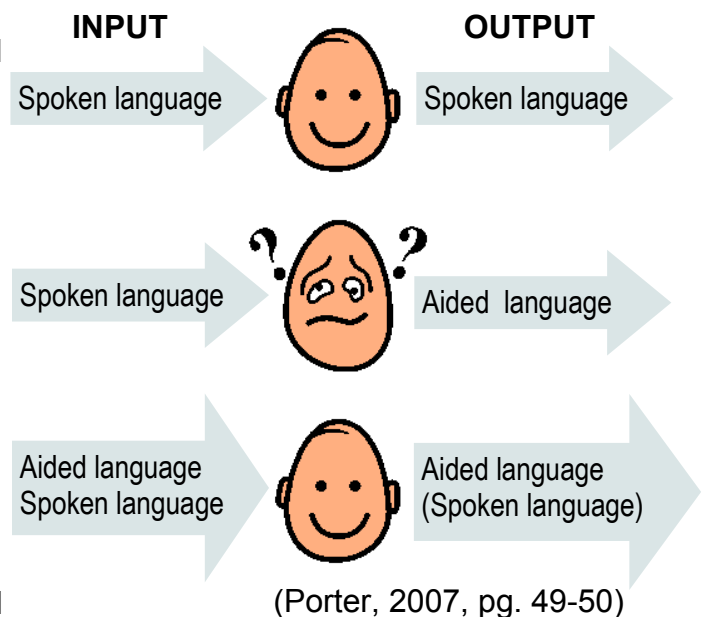 INPUT OUTPUT
Spoken language Spoken language
? ?
Spoken language Aided language
Aided language Aided language
Spoken language (Spoken language)
(Porter, 2007, pg. 49-50)